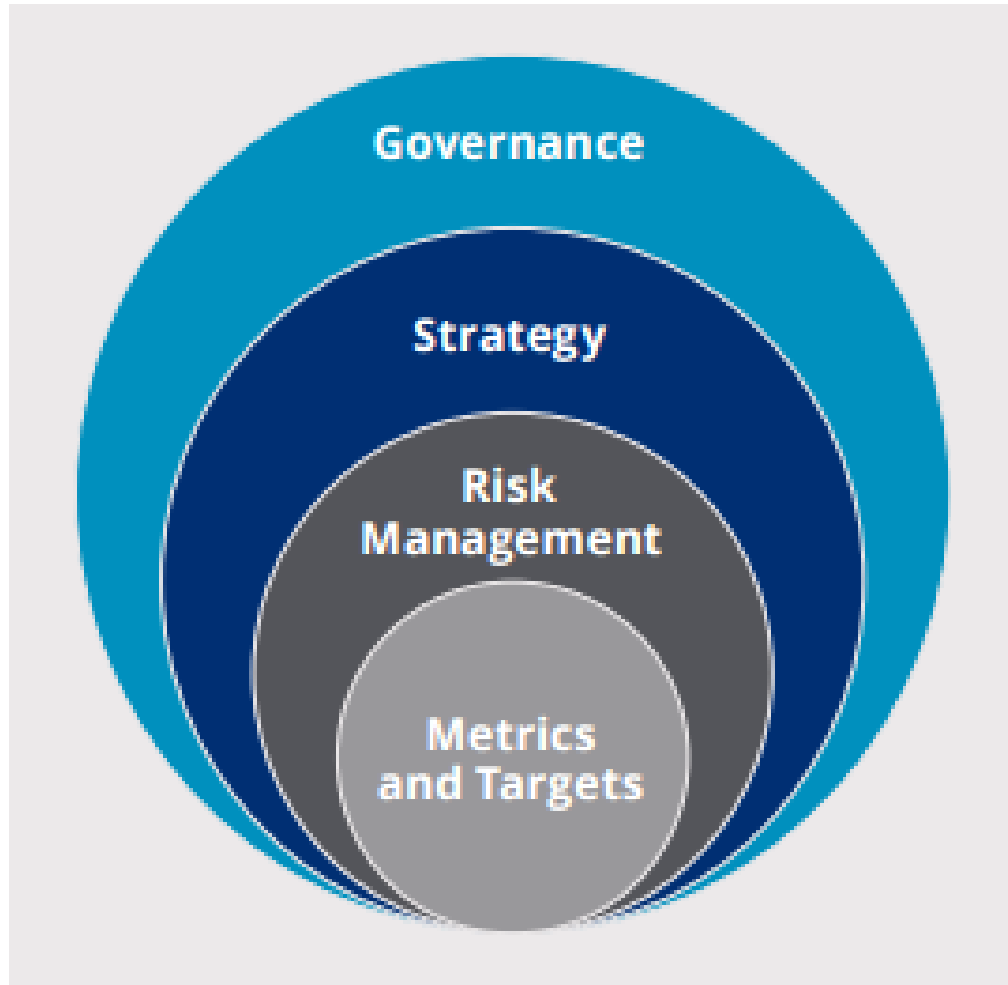 Governance
Strategy
Risk
Management
Metrics
and Targets